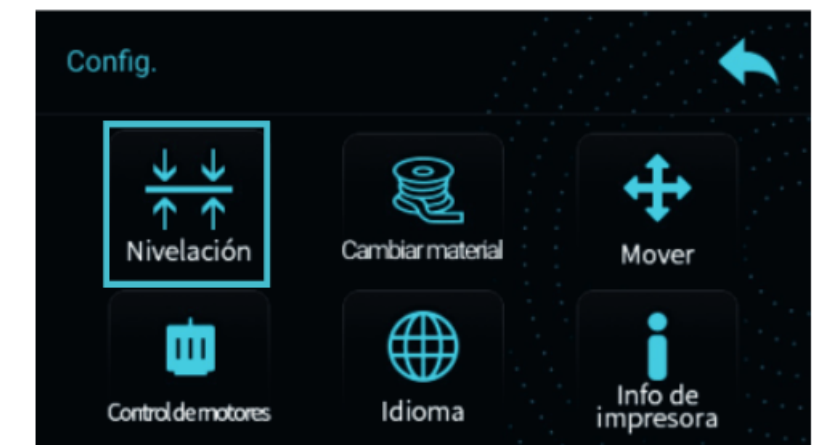 Config.
Nivelación
Cambiar material
Mover
Control de motores
Idioma
Info de
impresora